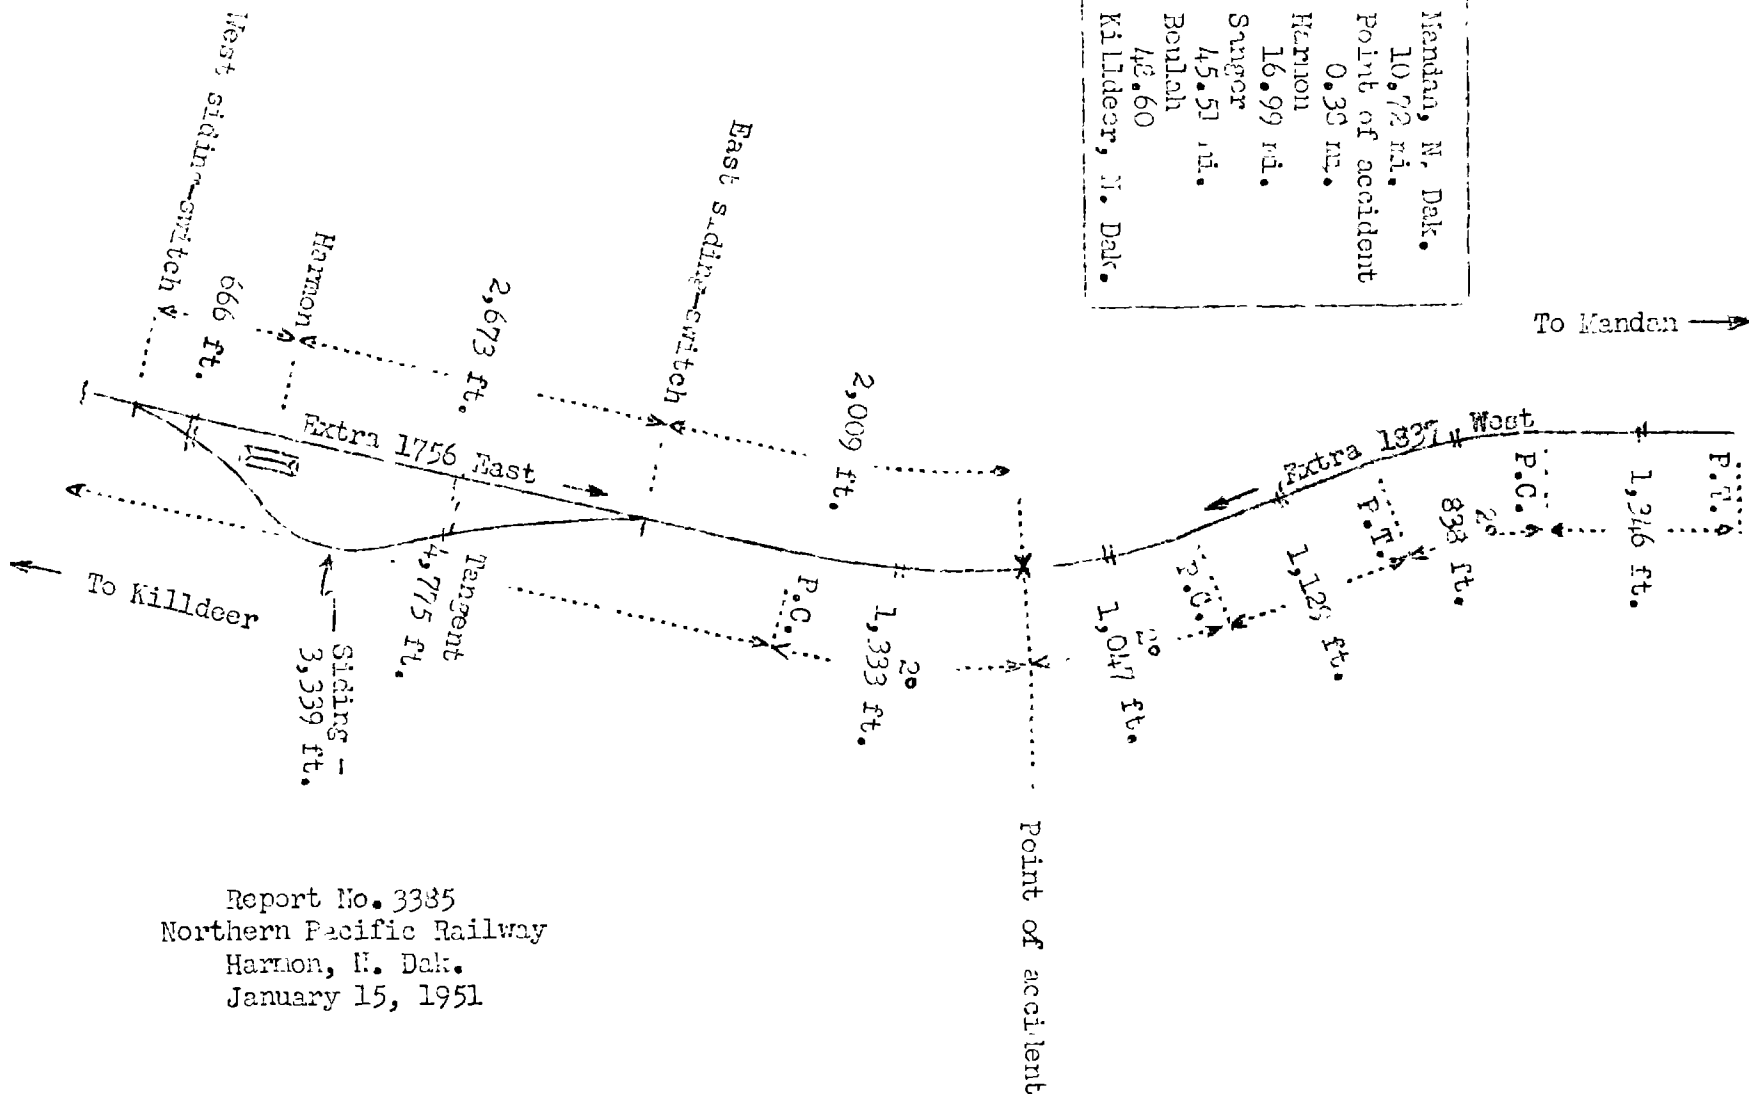 Mandan, N. Dak.
10.72 mi.
Point of accident
0.38 mi.
Harmon
16.99 mi.
Sanger
45.51 mi.
Beulah
48.60
Killdeer, N. Dak.
To Mandan
West siding-switch
666 ft.
Harmon
2,673 ft.
East siding-switch
2,009 ft.
Extra 1756 East
Extra 1837 West
P.T.
1,346 ft.
P.C.
2°
838 ft.
P.T.
1,129 ft.
P.C.
2°
1,047 ft.
2°
1,333 ft.
P.C.
Tangent
4,775 ft.
Siding -
3,339 ft.
To Killdeer
Point of accident
Report No. 3385
Northern Pacific Railway
Harmon, N. Dak.
January 15, 1951